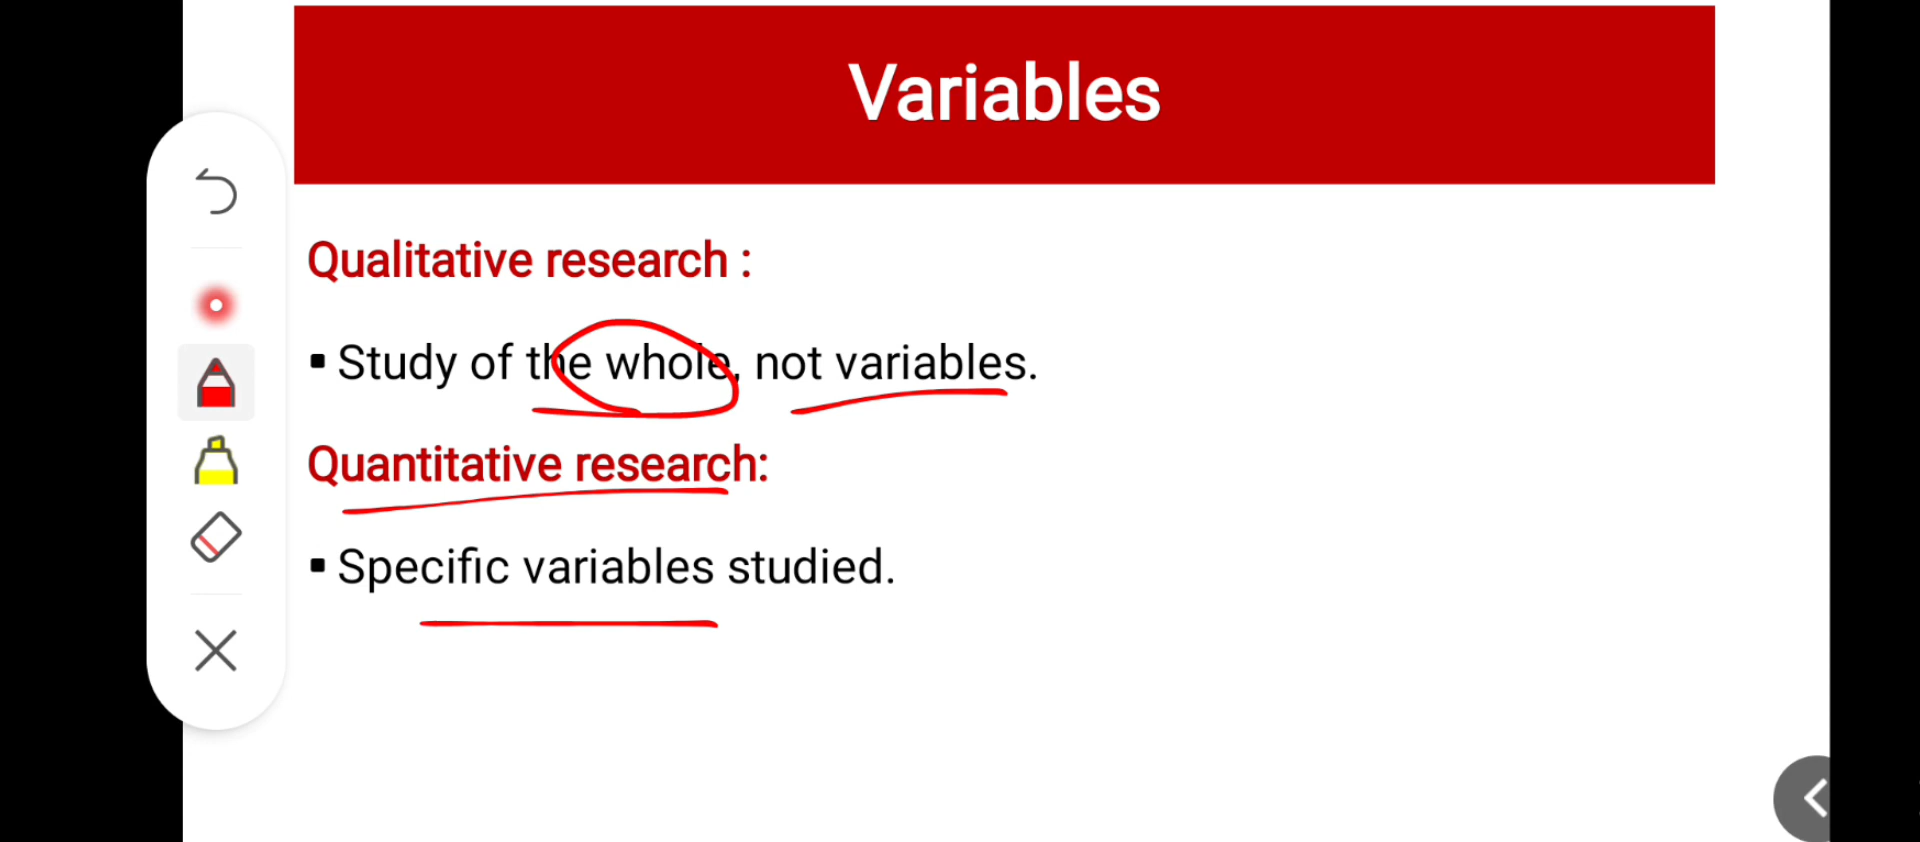 Variables
Qualitative research :
▪ Study of the whole, not variables.
Quantitative research:
▪ Specific variables studied.